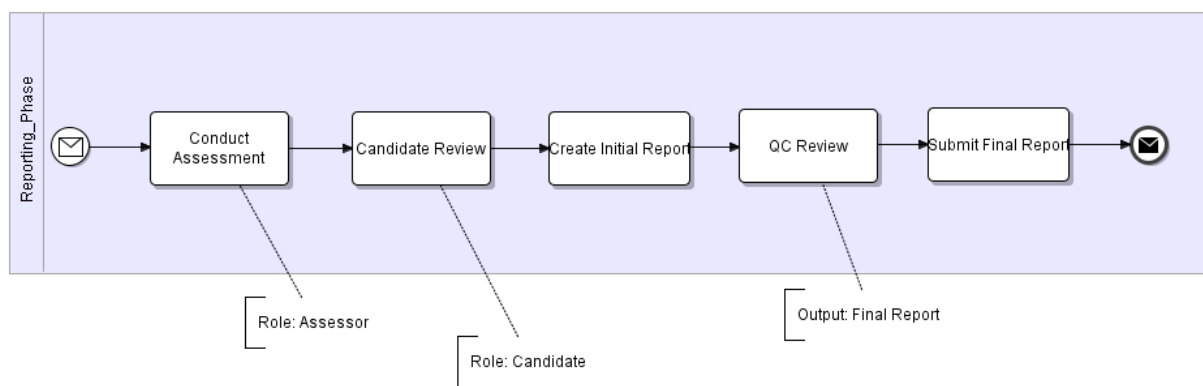 Reporting_Phase
Conduct
Assessment
Candidate Review
Create Initial Report
QC Review
Submit Final Report
Role: Assessor
Role: Candidate
Output: Final Report